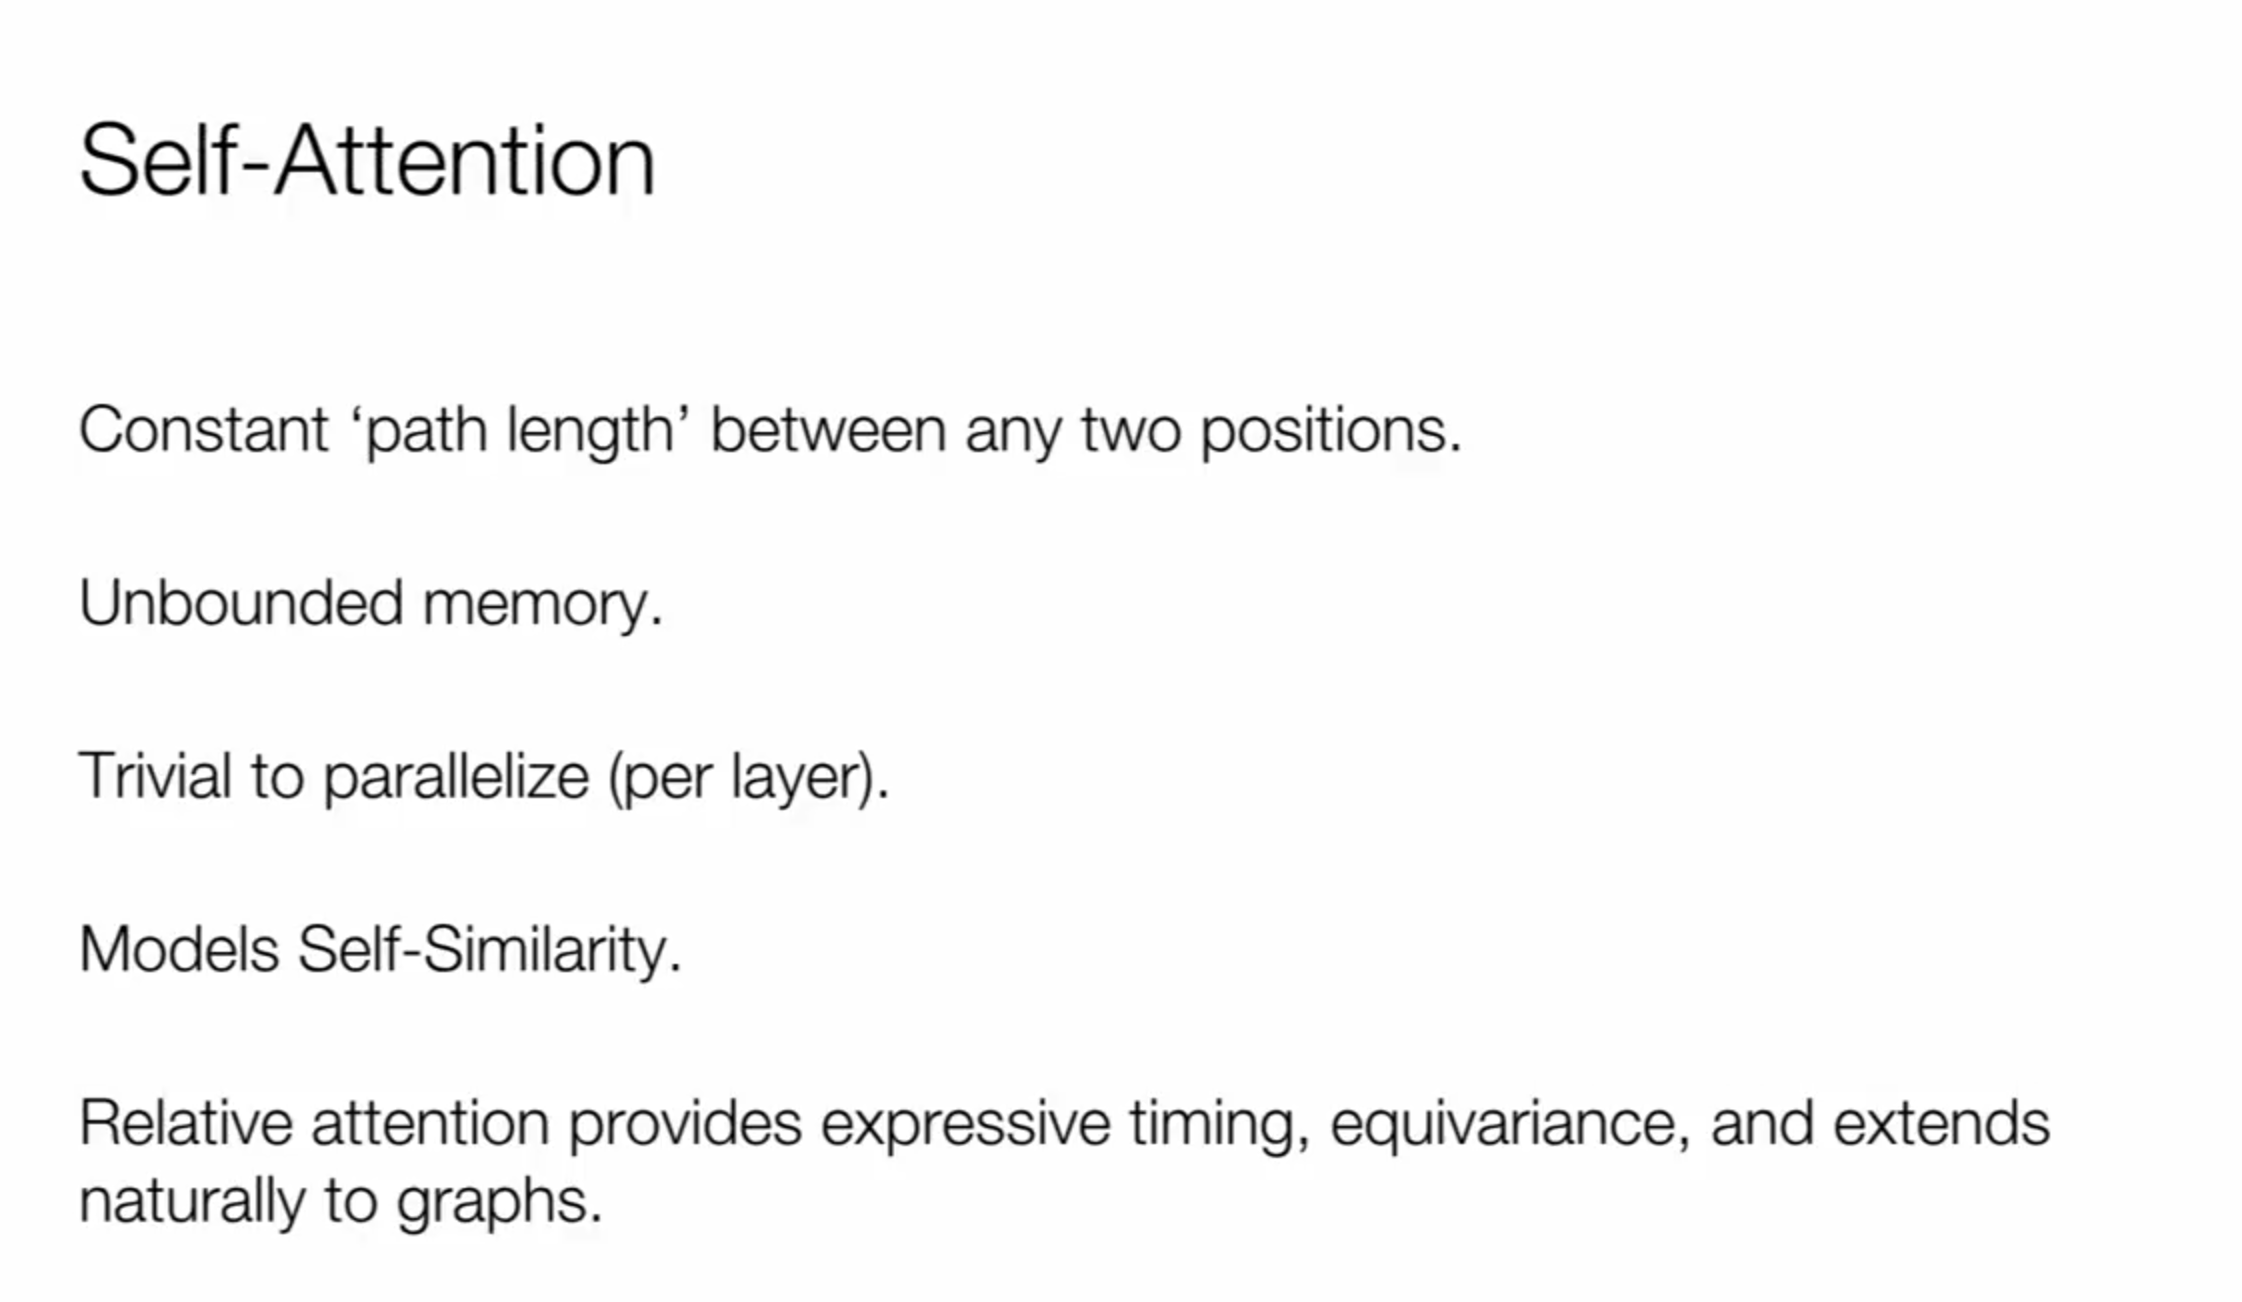 Self-Attention
Constant ‘path length’ between any two positions.
Unbounded memory.
Trivial to parallelize (per layer).
Models Self-Similarity.
Relative attention provides expressive timing, equivariance, and extends
naturally to graphs.